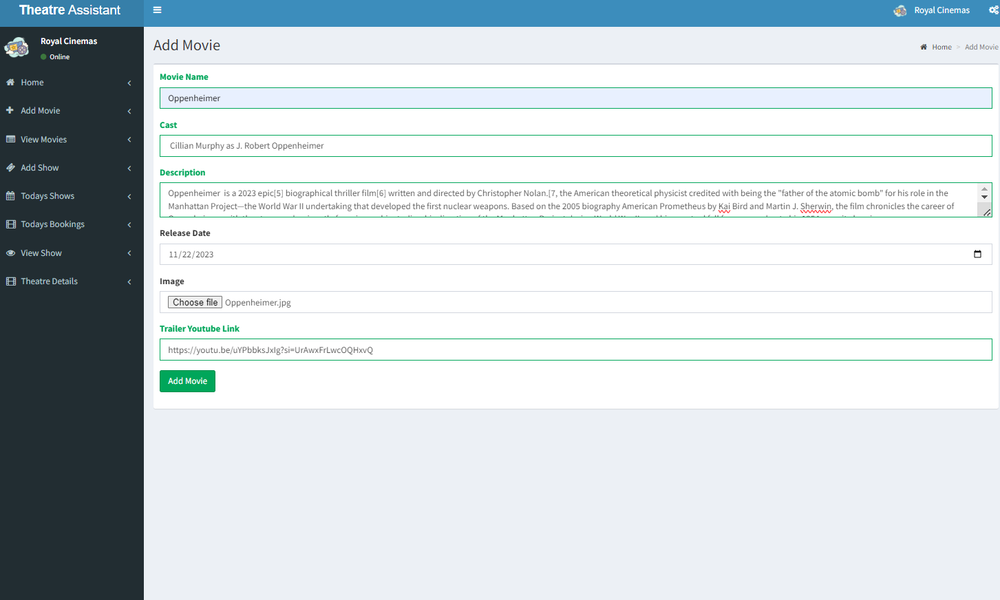 Theatre Assistant
Royal Cinemas
Royal Cinemas
Online
Home
Add Movie
View Movies
Add Show
Todays Shows
Todays Bookings
View Show
Theatre Details
Add Movie
Home > Add Movie
Movie Name
Oppenheimer
Cast
Cillian Murphy as J. Robert Oppenheimer
Description
Oppenheimer is a 2023 epic[5] biographical thriller film[6] written and directed by Christopher Nolan.[7, the American theoretical physicist credited with being the "father of the atomic bomb" for his role in the
Manhattan Project—the World War II undertaking that developed the first nuclear weapons. Based on the 2005 biography American Prometheus by Kai Bird and Martin J. Sherwin, the film chronicles the career of
Release Date
11/22/2023
Image
Choose file Oppenheimer.jpg
Trailer Youtube Link
https://youtu.be/uYPbbksJxIg?si=UrAwxFrLwcOQHxvQ
Add Movie